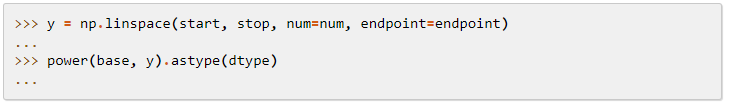 >>> y = np.linspace(start, stop, num=num, endpoint=endpoint)
...
>>> power(base, y).astype(dtype)
...